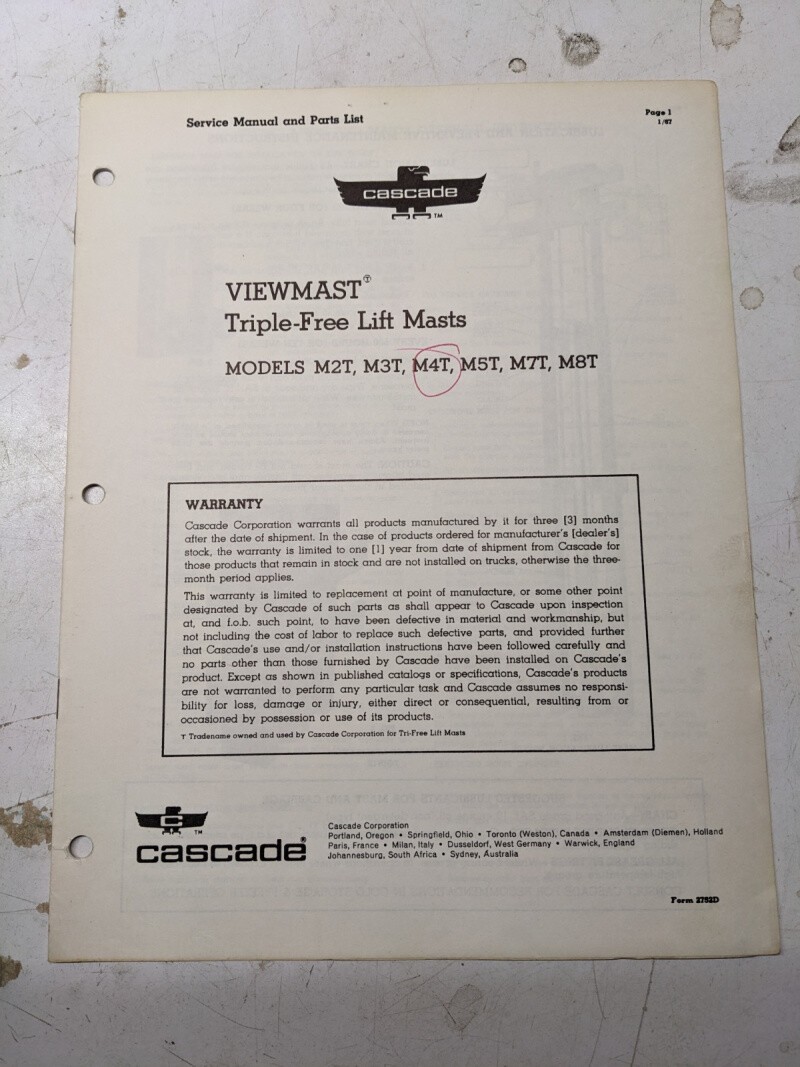 Service Manual and Parts List
Page 1
1/67
cascade
TM
VIEWMAST Ⓣ
Triple-Free Lift Masts
MODELS M2T, M3T, M4T, M5T, M7T, M8T
WARRANTY
Cascade Corporation warrants all products manufactured by it for three [3] months
after the date of shipment. In the case of products ordered for manufacturer's [dealer's]
stock, the warranty is limited to one [1] year from date of shipment from Cascade for
those products that remain in stock and are not installed on trucks, otherwise the three-
month period applies.
This warranty is limited to replacement at point of manufacture, or some other point
designated by Cascade of such parts as shall appear to Cascade upon inspection
at, and f.o.b. such point, to have been defective in material and workmanship, but
not including the cost of labor to replace such defective parts, and provided further
that Cascade's use and/or installation instructions have been followed carefully and
no parts other than those furnished by Cascade have been installed on Cascade's
product. Except as shown in published catalogs or specifications, Cascade's products
are not warranted to perform any particular task and Cascade assumes no responsi-
bility for loss, damage or injury, either direct or consequential, resulting from or
occasioned by possession or use of its products.
T Tradename owned and used by Cascade Corporation for Tri-Free Lift Masts
C
TM
cascade®
Cascade Corporation
Portland, Oregon • Springfield, Ohio • Toronto (Weston), Canada • Amsterdam (Diemen), Holland
Paris, France • Milan, Italy • Dusseldorf, West Germany • Warwick, England
Johannesburg, South Africa • Sydney, Australia
Form 2752D